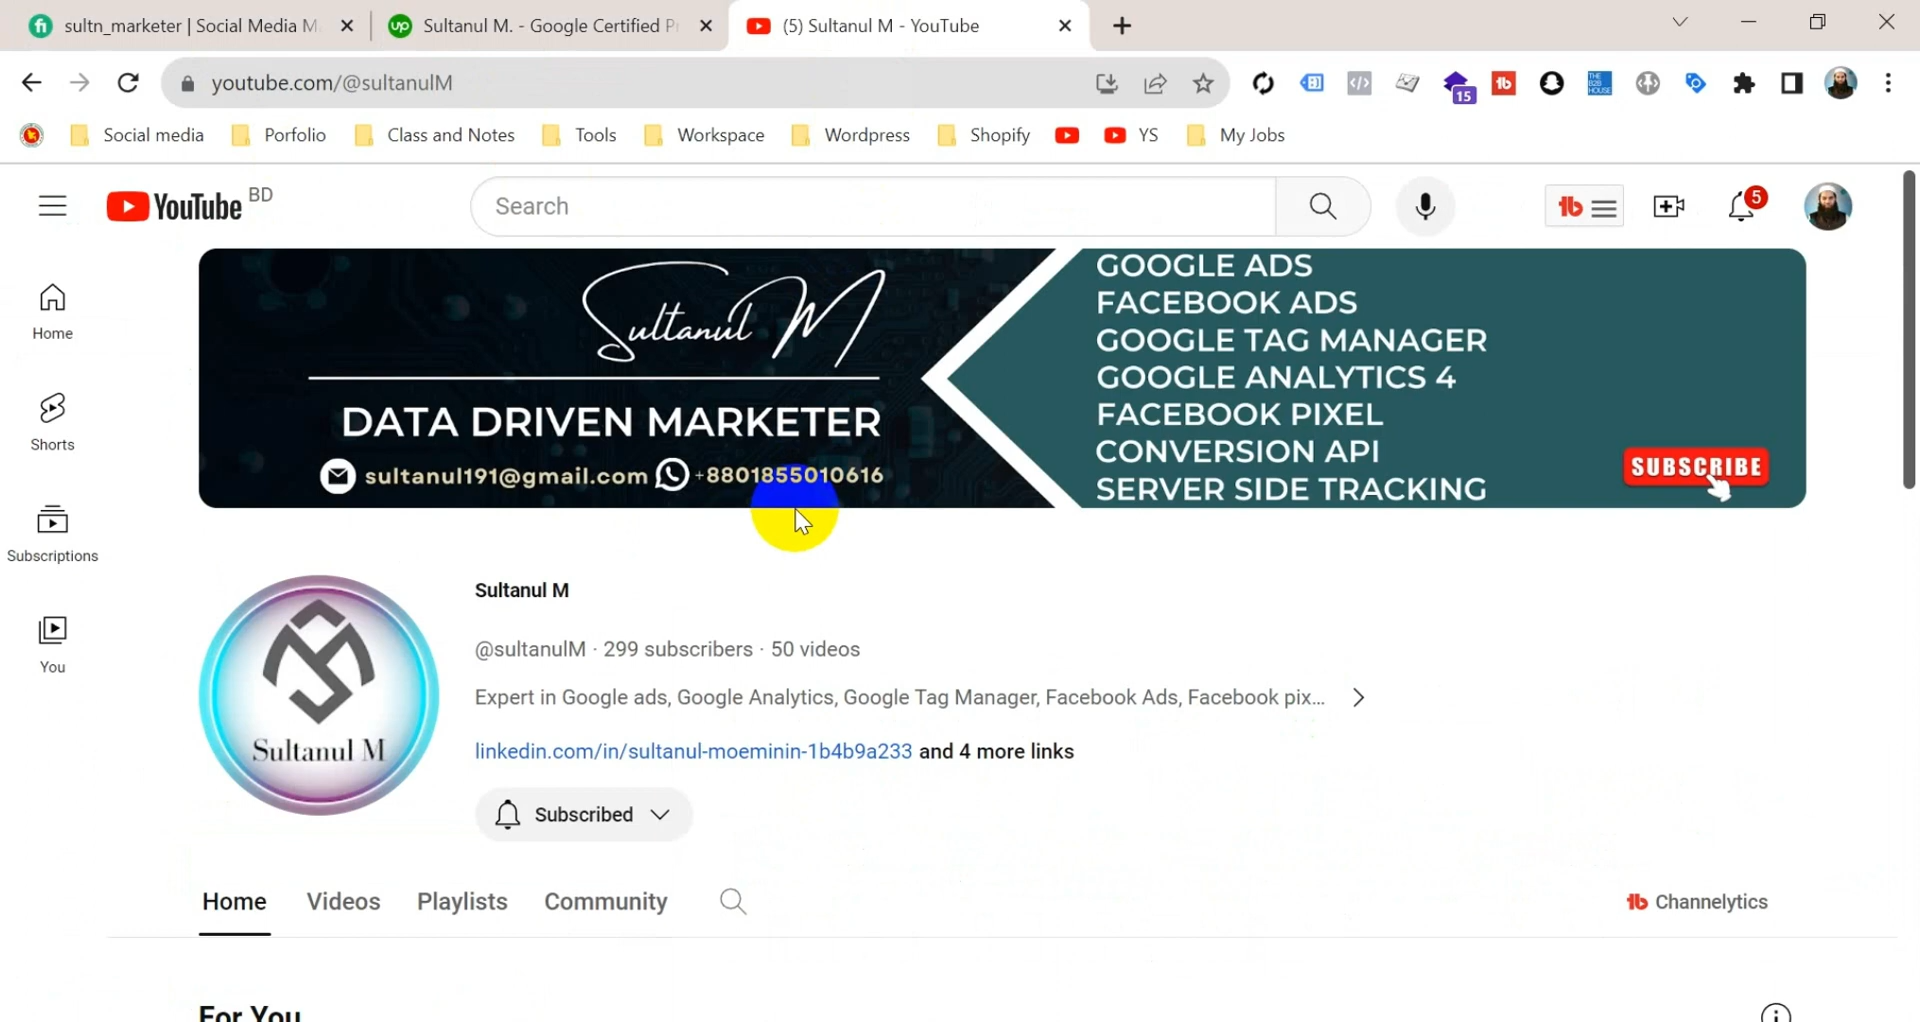 sultn_marketer | Social Media M
Sultanul M. - Google Certified P
(5) Sultanul M - YouTube
youtube.com/@sultanulM
15
THE B2B HOUSE
Social media
Porfolio
Class and Notes
Tools
Workspace
Wordpress
Shopify
YS
My Jobs
YouTube BD
Search
5
Sultanul M
DATA DRIVEN MARKETER
sultanul191@gmail.com +8801855010616
GOOGLE ADS
FACEBOOK ADS
GOOGLE TAG MANAGER
GOOGLE ANALYTICS 4
FACEBOOK PIXEL
CONVERSION API
SERVER SIDE TRACKING
SUBSCRIBE
Home
Shorts
Subscriptions
You
Sultanul M
Sultanul M
@sultanulM · 299 subscribers · 50 videos
Expert in Google ads, Google Analytics, Google Tag Manager, Facebook Ads, Facebook pix...
linkedin.com/in/sultanul-moeminin-1b4b9a233 and 4 more links
Subscribed
Home Videos Playlists Community
Channelytics
For You